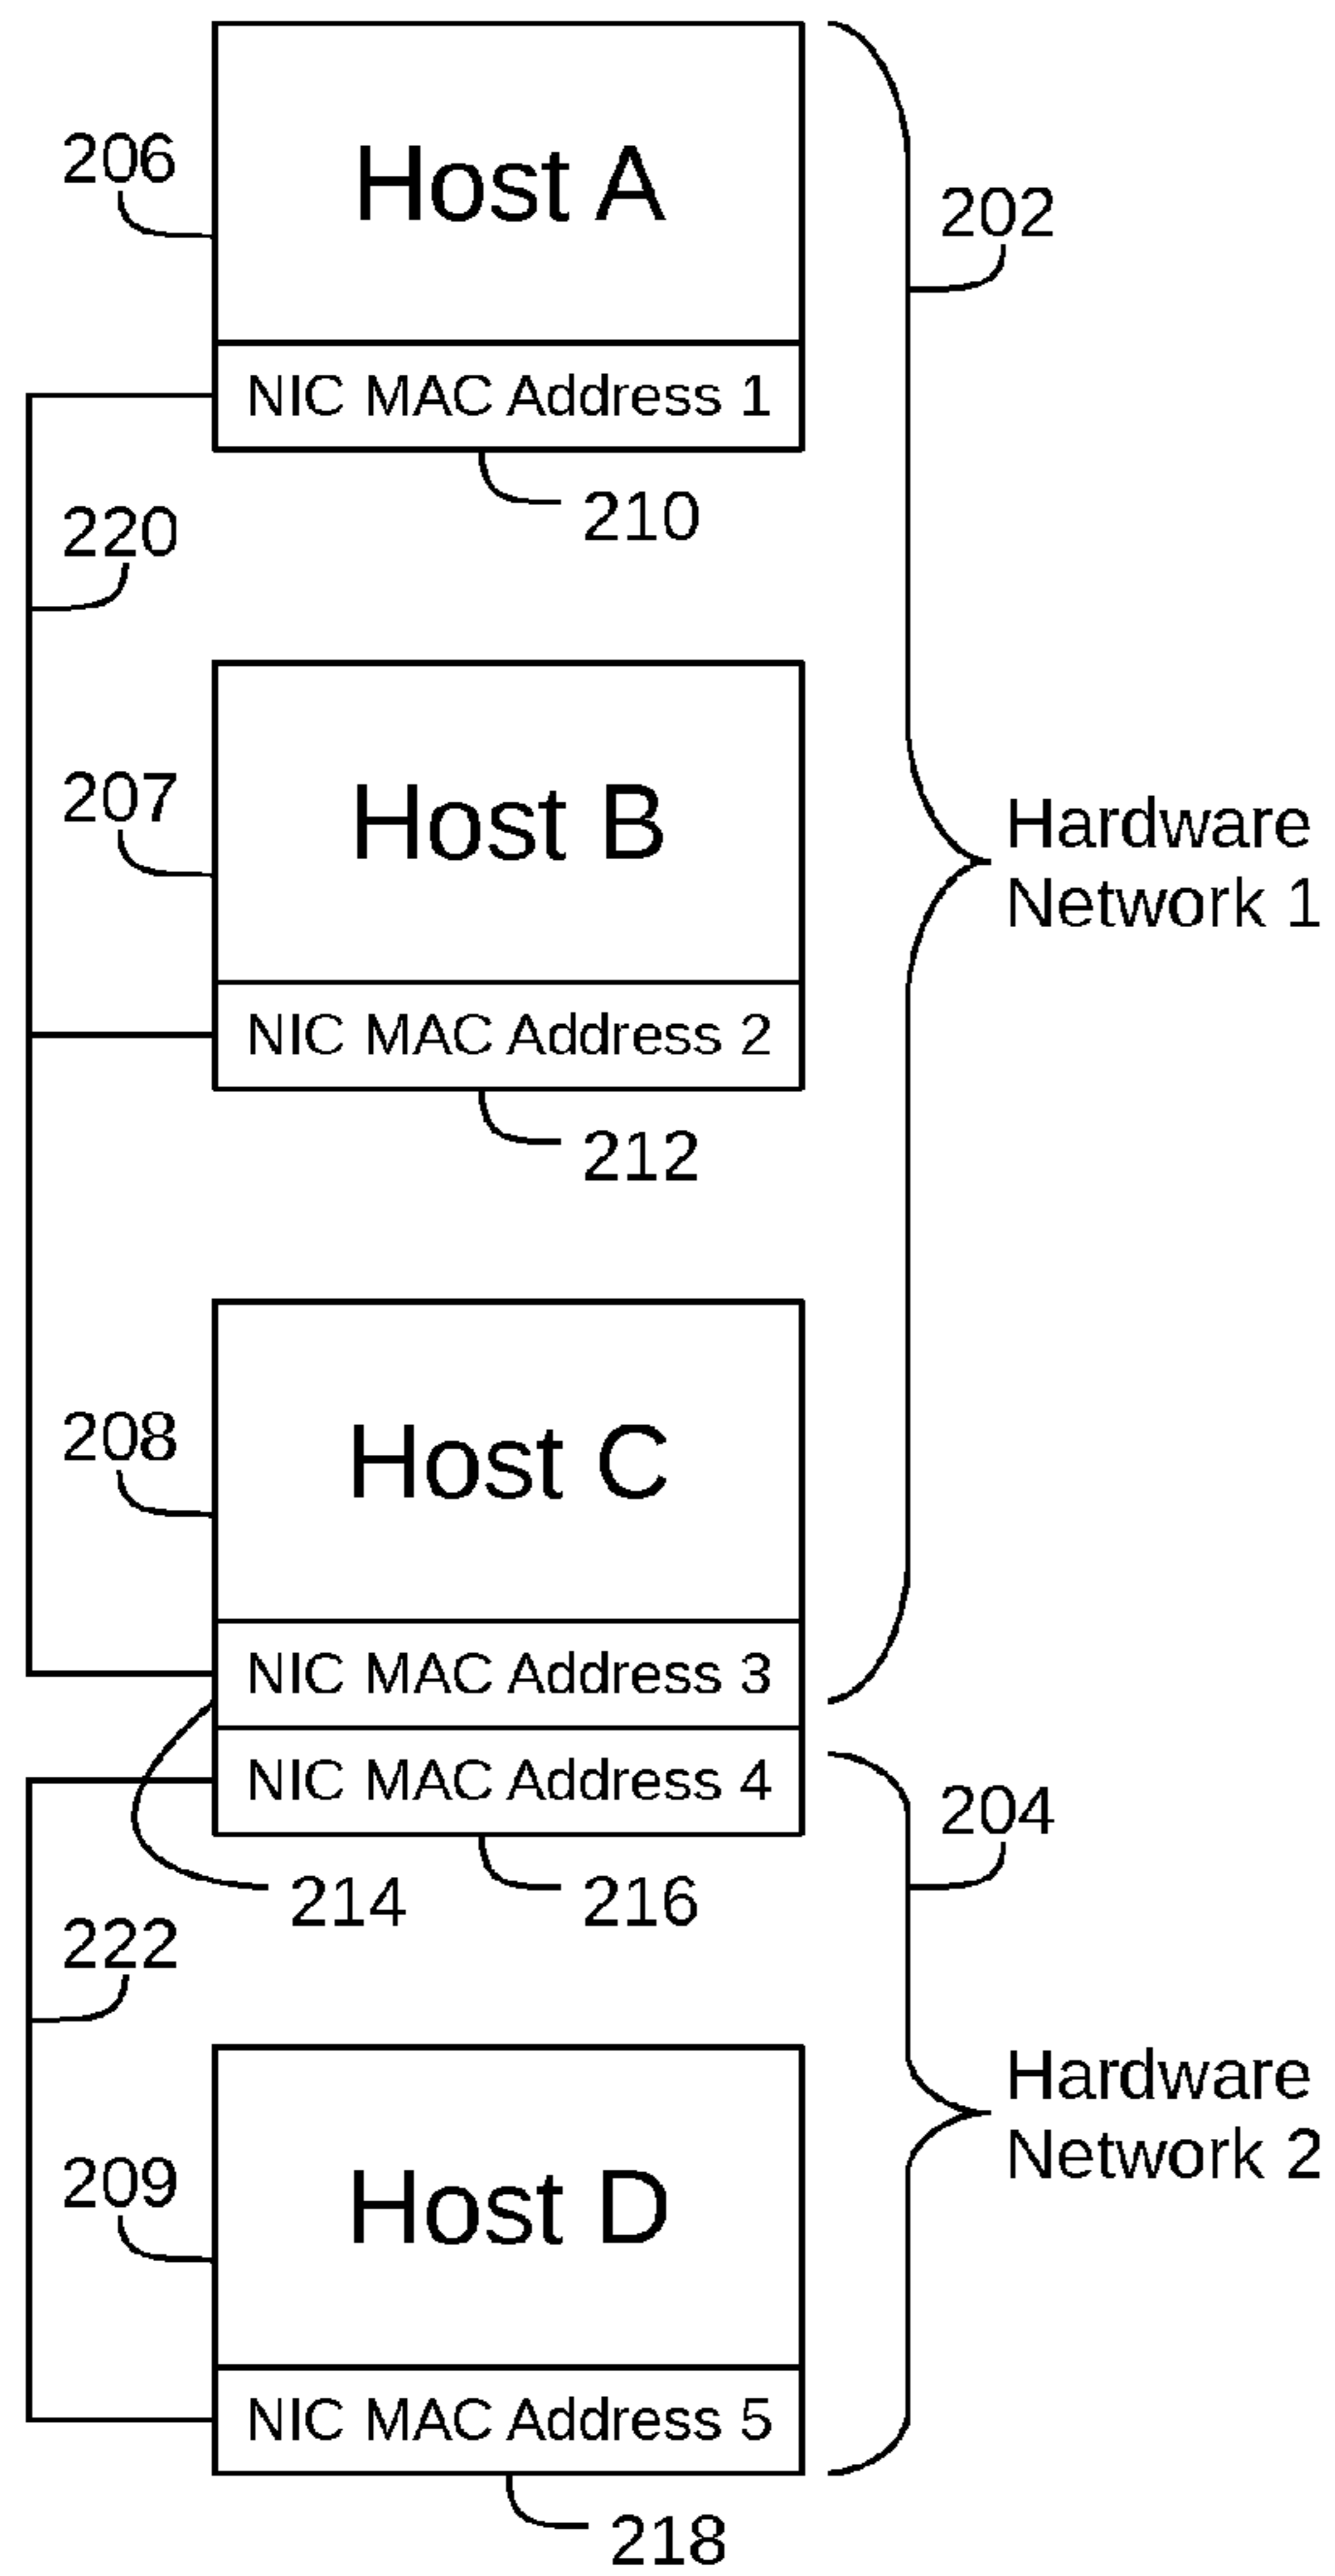 Host A
206
202
NIC MAC Address 1
210
220
Host B
207
Hardware
Network 1
NIC MAC Address 2
212
Host C
208
NIC MAC Address 3
NIC MAC Address 4
204
214
216
222
Host D
209
Hardware
Network 2
NIC MAC Address 5
218